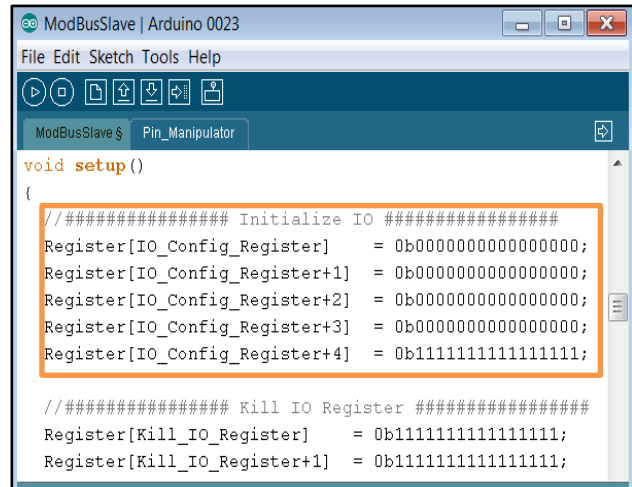 ModBusSlave | Arduino 0023
File Edit Sketch Tools Help
ModBusSlave § Pin_Manipulator
void setup()
{
//################ Initialize IO #################
Register[IO_Config_Register] = 0b0000000000000000;
Register[IO_Config_Register+1] = 0b0000000000000000;
Register[IO_Config_Register+2] = 0b0000000000000000;
Register[IO_Config_Register+3] = 0b0000000000000000;
Register[IO_Config_Register+4] = 0b1111111111111111;
//################ Kill IO Register #################
Register[Kill_IO_Register] = 0b1111111111111111;
Register[Kill_IO_Register+1] = 0b1111111111111111;